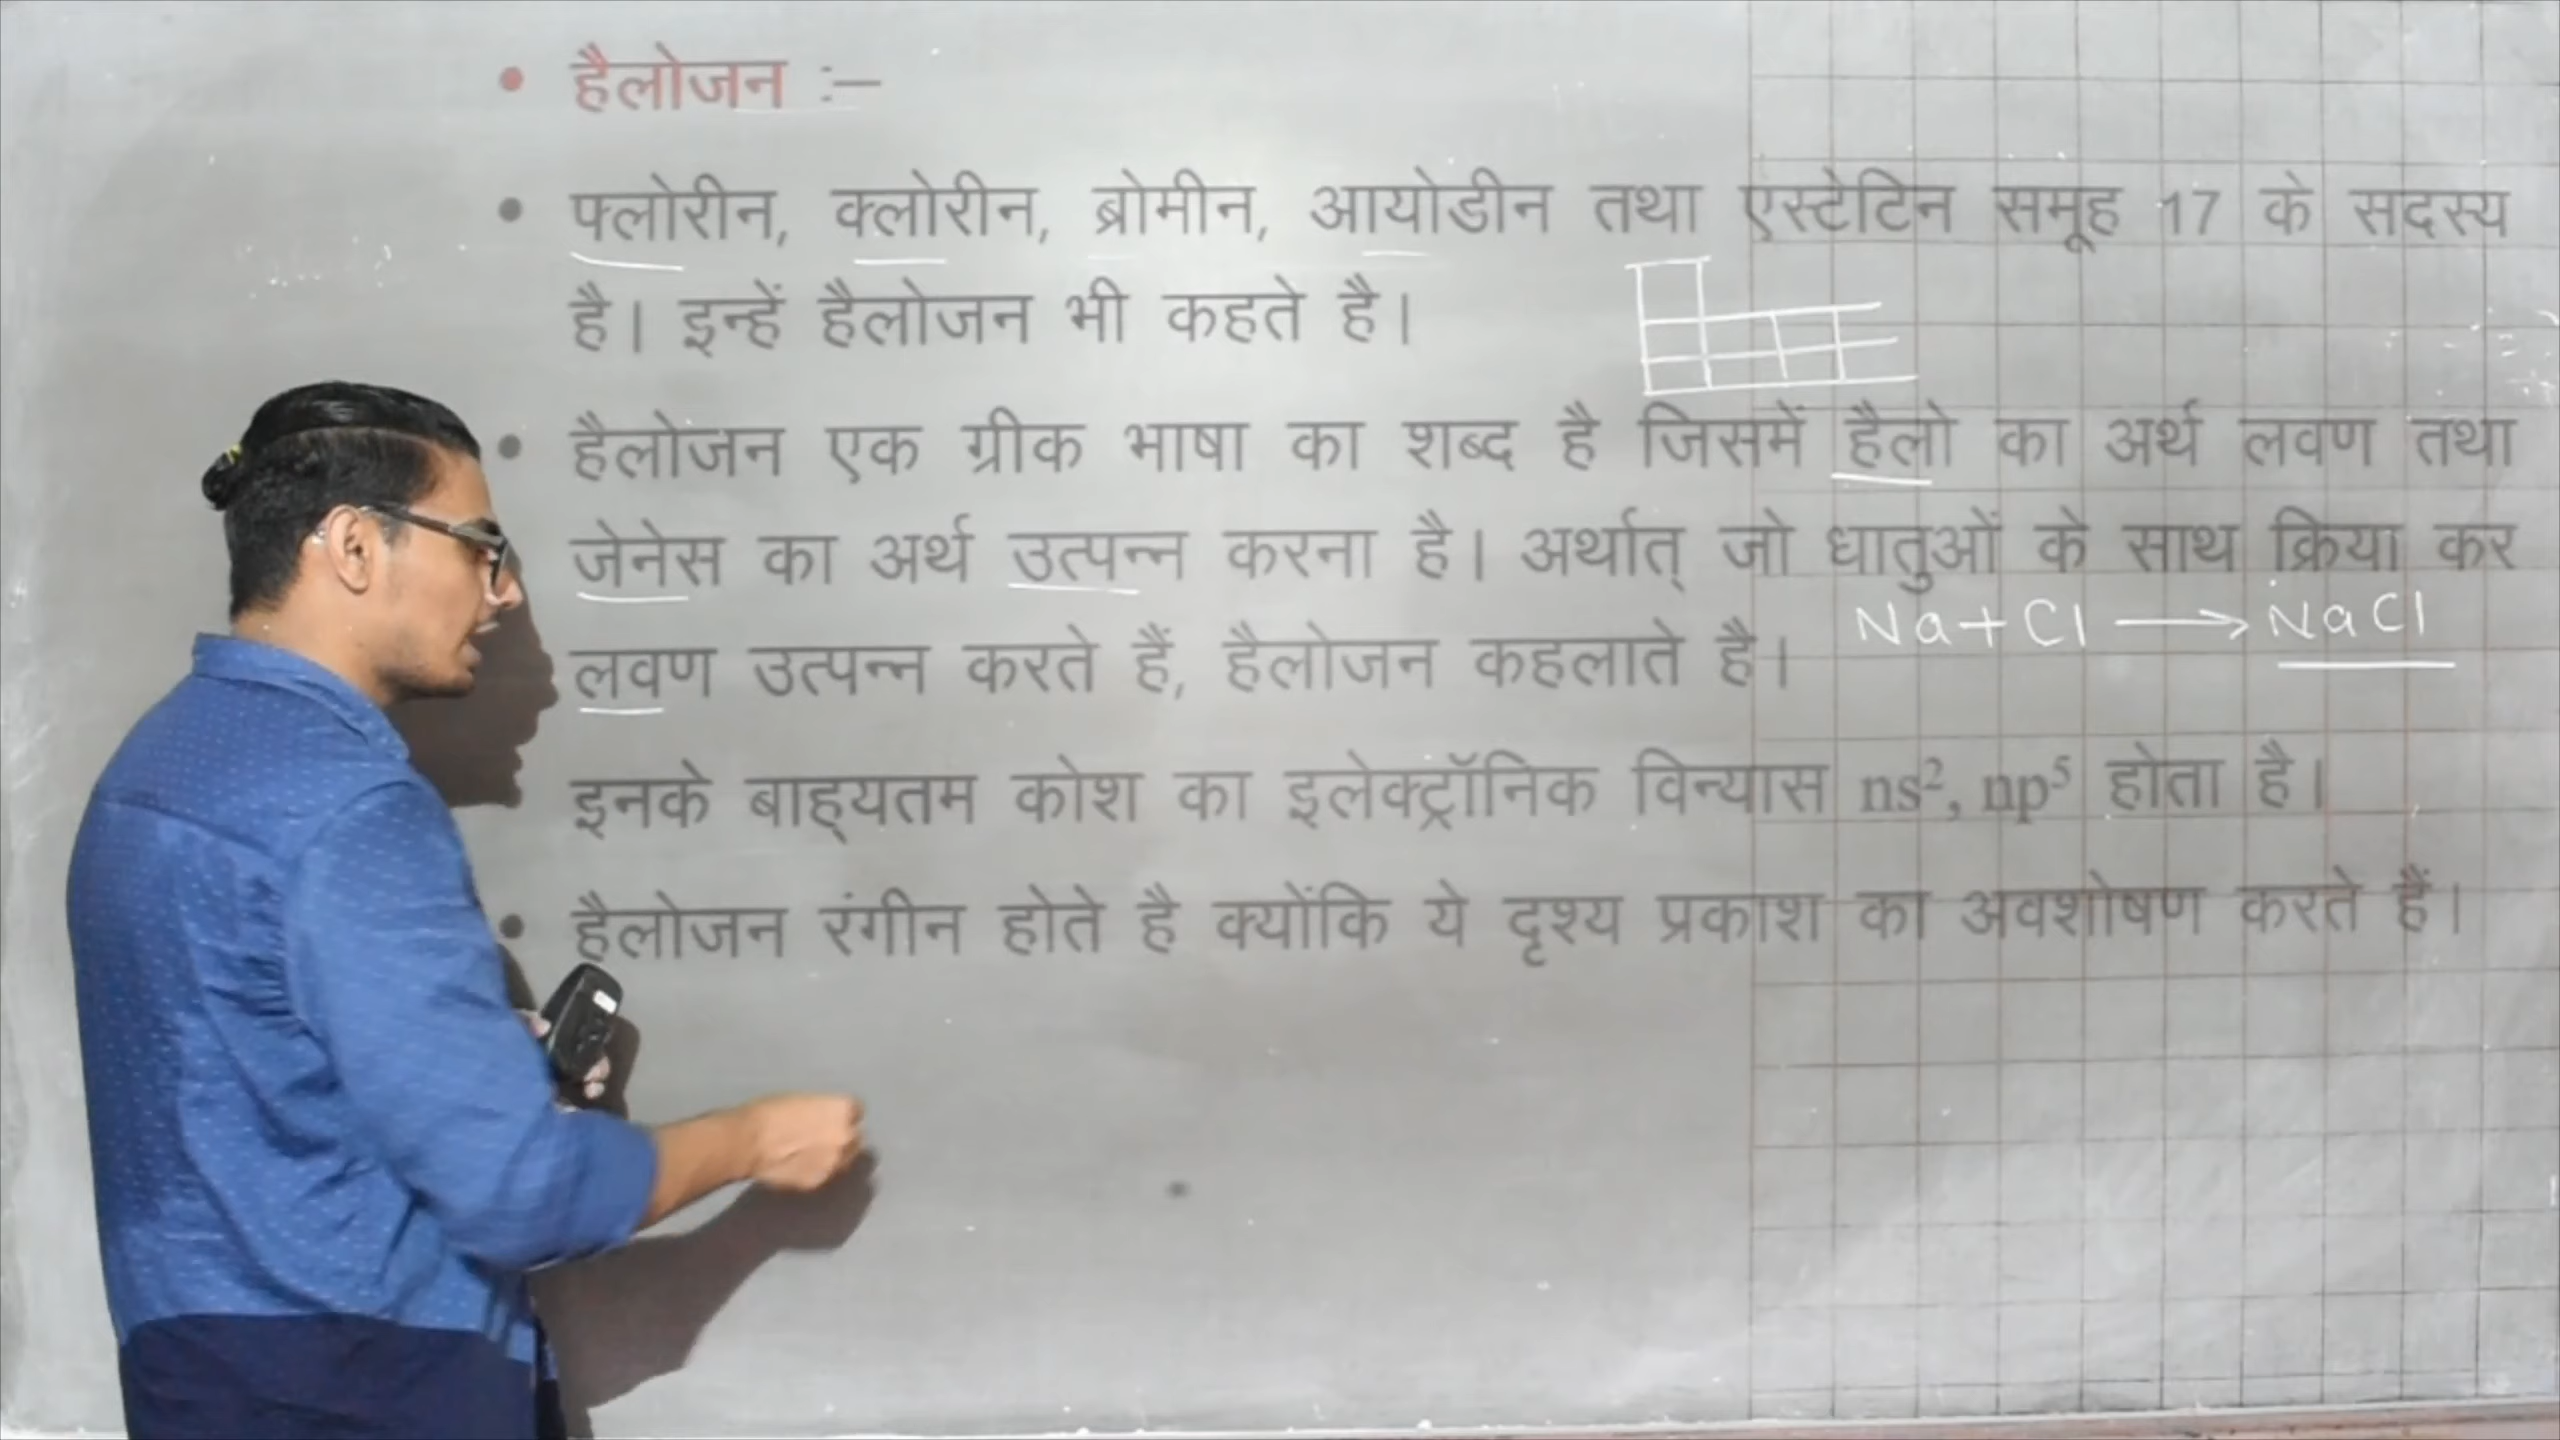 • हैलोजन :–
• फ्लोरीन, क्लोरीन, ब्रोमीन, आयोडीन तथा एस्टेटिन समूह 17 के सदस्य
है। इन्हें हैलोजन भी कहते है।
• हैलोजन एक ग्रीक भाषा का शब्द है जिसमें हैलो का अर्थ लवण तथा
जेनेस का अर्थ उत्पन्न करना है। अर्थात् जो धातुओं के साथ क्रिया कर
लवण उत्पन्न करते हैं, हैलोजन कहलाते है।
Na+Cl → NaCl
इनके बाह्यतम कोश का इलेक्ट्रॉनिक विन्यास ns², np⁵ होता है।
• हैलोजन रंगीन होते है क्योंकि ये दृश्य प्रकाश का अवशोषण करते हैं।